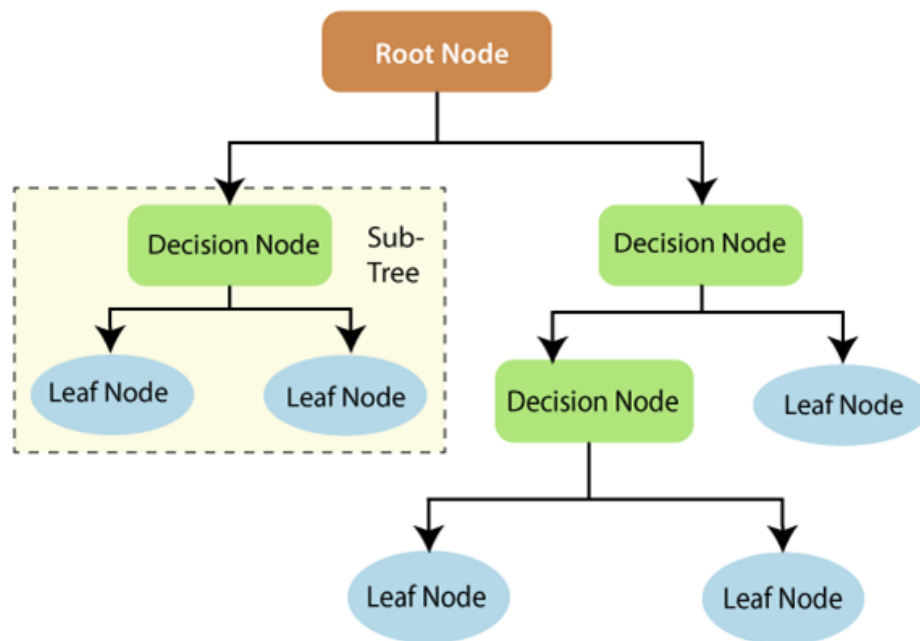 Root Node
Decision Node
Sub-
Tree
Decision Node
Leaf Node
Leaf Node
Decision Node
Leaf Node
Leaf Node
Leaf Node